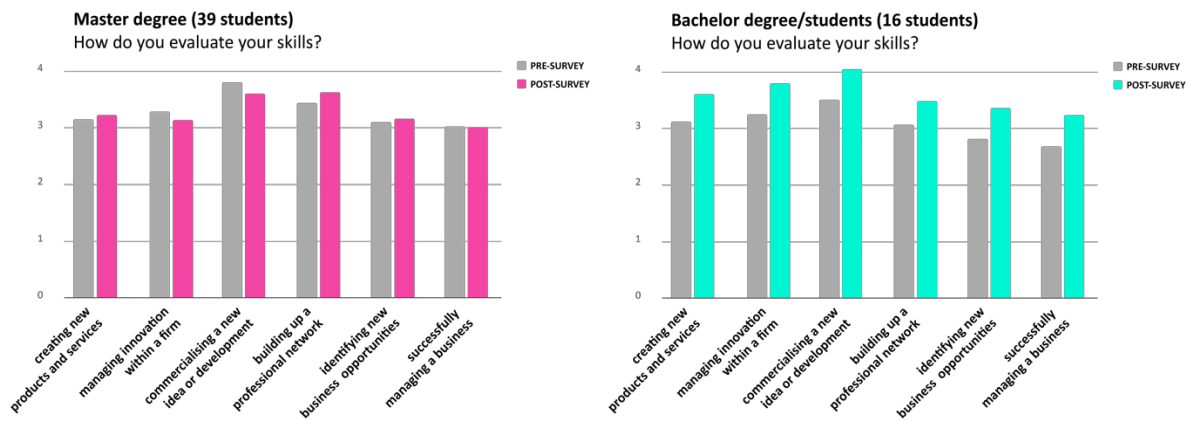 Master degree (39 students)
How do you evaluate your skills?
PRE-SURVEY
POST-SURVEY
4
3
2
1
0
creating new
products and services
managing innovation
within a firm
commercialising a new
idea or development
building up a
professional network
identifying new
business opportunities
successfully
managing a business
Bachelor degree/students (16 students)
How do you evaluate your skills?
PRE-SURVEY
POST-SURVEY
4
3
2
1
0
creating new
products and services
managing innovation
within a firm
commercialising a new
idea or development
building up a
professional network
identifying new
business opportunities
successfully
managing a business